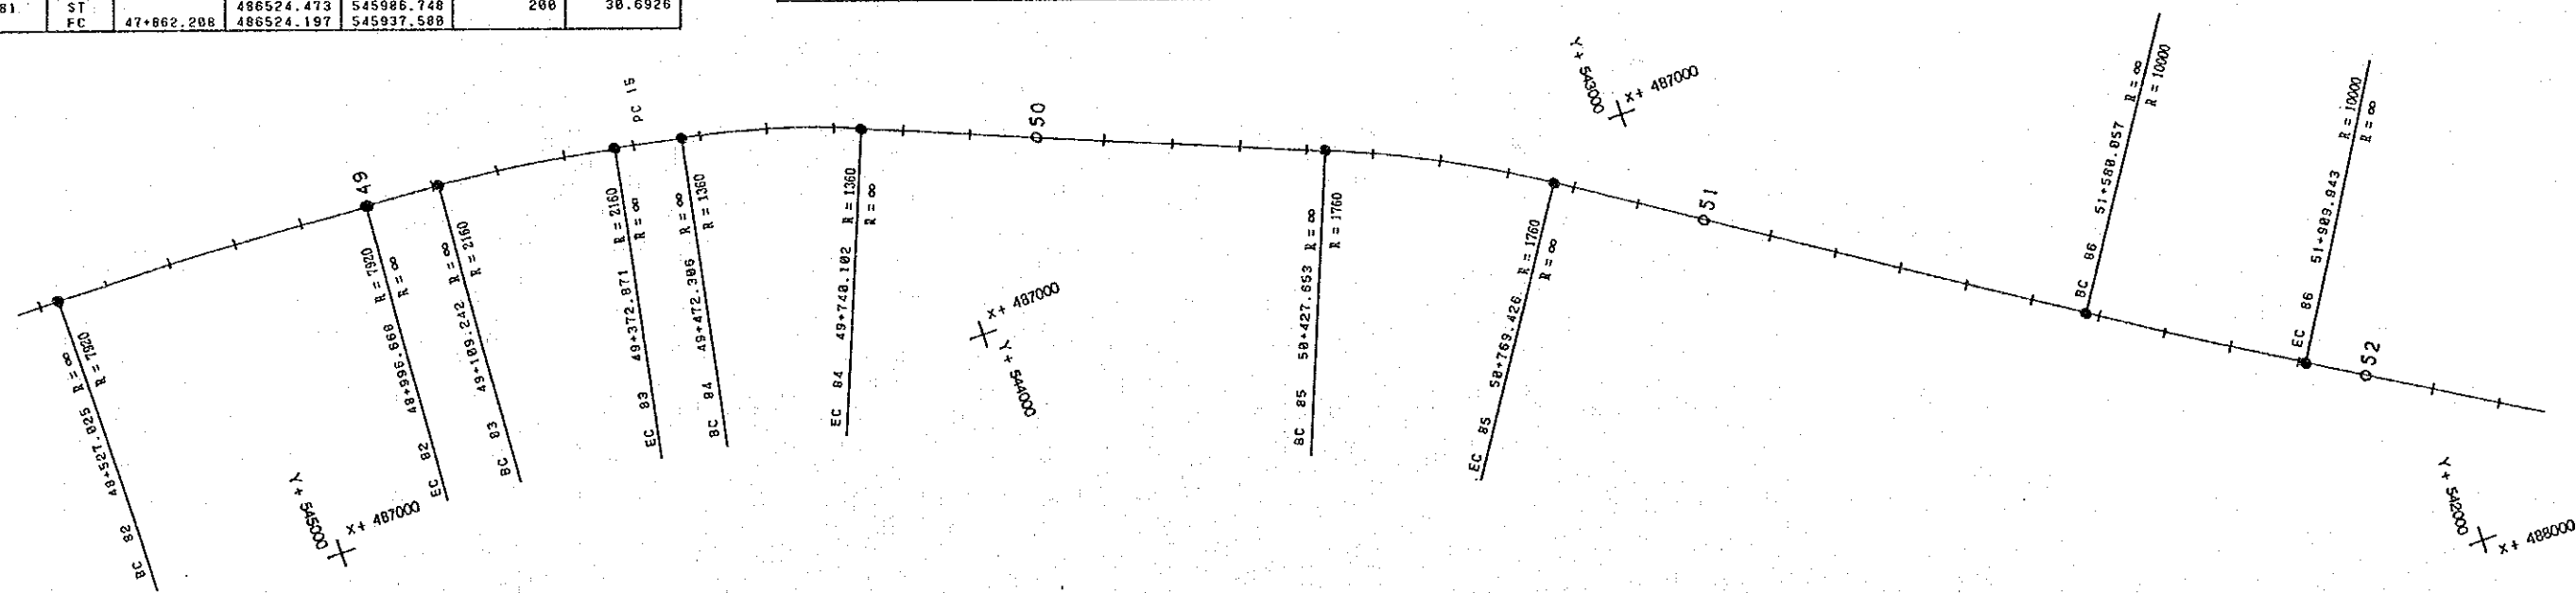 81 ST 486524.473 545986.748 200 30.6926
FC 47+862.208 486524.197 545937.588
BC 82 48+527.025 R=∞
R=7920
49
EC 82 48+996.668 R=7920
R=∞
BC 83 49+109.242 R=∞
R=2160
PC 15
EC 83 49+372.871 R=2160
R=∞
BC 84 49+472.306 R=∞
R=1360
EC 84 49+740.102 R=1360
R=∞
50
BC 85 50+427.653 R=∞
R=1760
EC 85 50+769.426 R=1760
R=∞
51
BC 86 51+580.057 R=∞
R=10000
EC 86 51+909.943 R=10000
R=∞
52
545000 + Y
X+ 487000
X+ 487000
Y + 544000
Y + 543000
X+ 487000
Y + 542000
X+ 488000